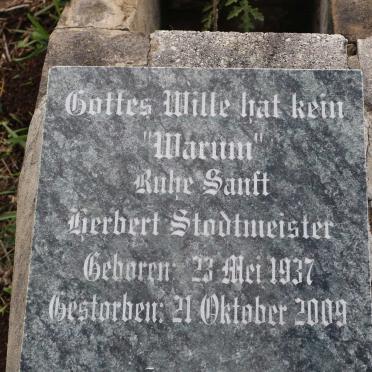 Gottes Wille hat kein
"Warum"
Ruhe Sanft
Herbert Stodtmeister
Geboren: 23 Mei 1937
Gestorben: 21 Oktober 2009